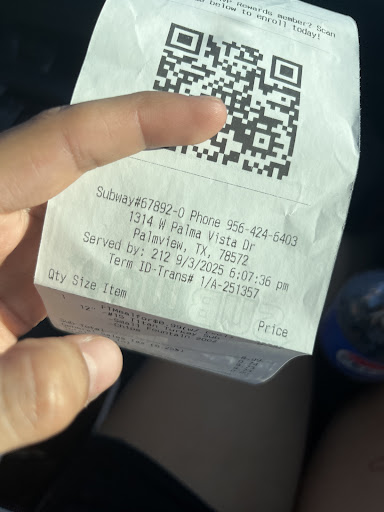 Rewards member? Scan
below to enroll today!
Subway#67892-0 Phone 956-424-6403
1314 W Palma Vista Dr
Palmview, TX, 78572
Served by: 212 9/3/2025 6:07:36 pm
Term ID-Trans# 1/A-251357
Qty Size Item
Price
1
12"